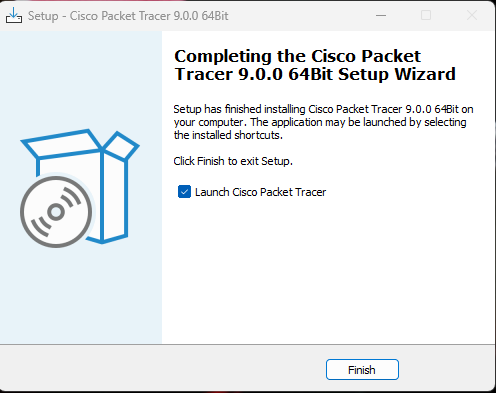 Setup - Cisco Packet Tracer 9.0.0 64Bit
Completing the Cisco Packet
Tracer 9.0.0 64Bit Setup Wizard
Setup has finished installing Cisco Packet Tracer 9.0.0 64Bit on
your computer. The application may be launched by selecting
the installed shortcuts.
Click Finish to exit Setup.
Launch Cisco Packet Tracer
Finish